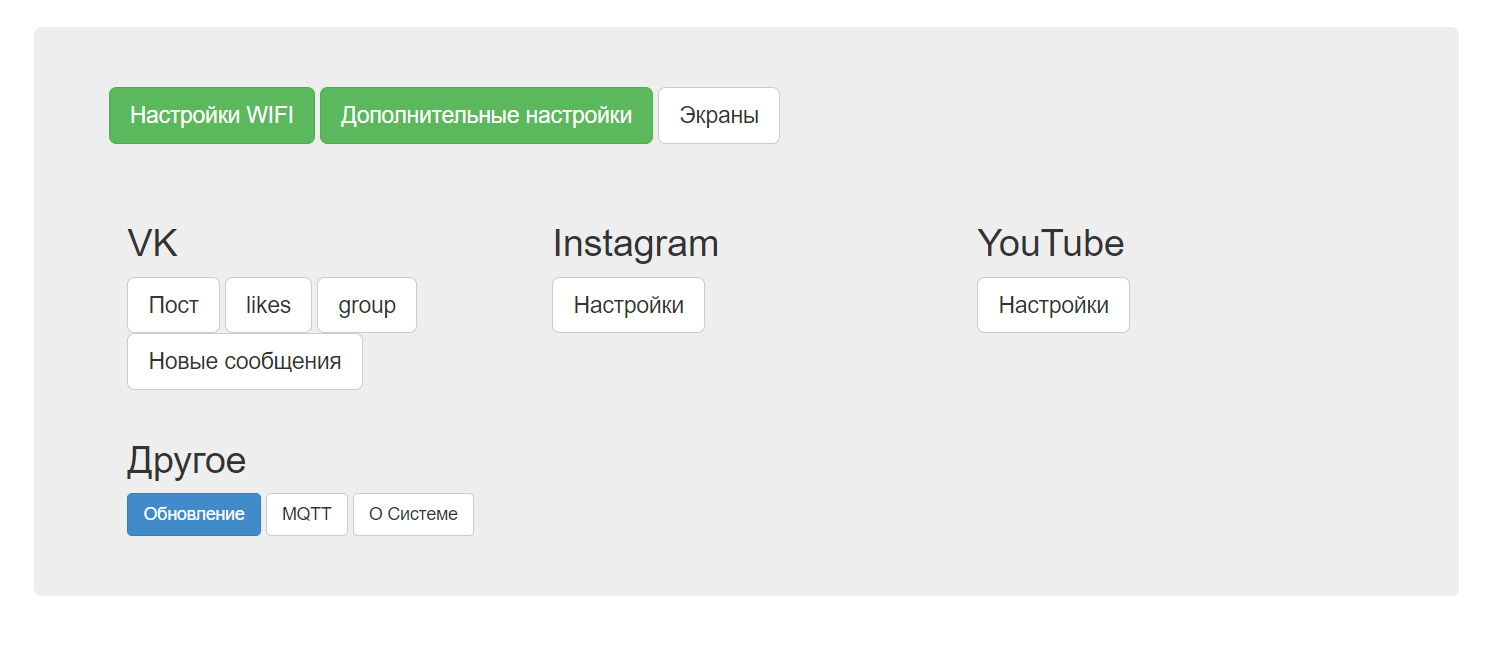 Настройки WIFI Дополнительные настройки Экраны
VK Instagram YouTube
Пост likes group Настройки Настройки
Новые сообщения
Другое
Обновление MQTT О Системе